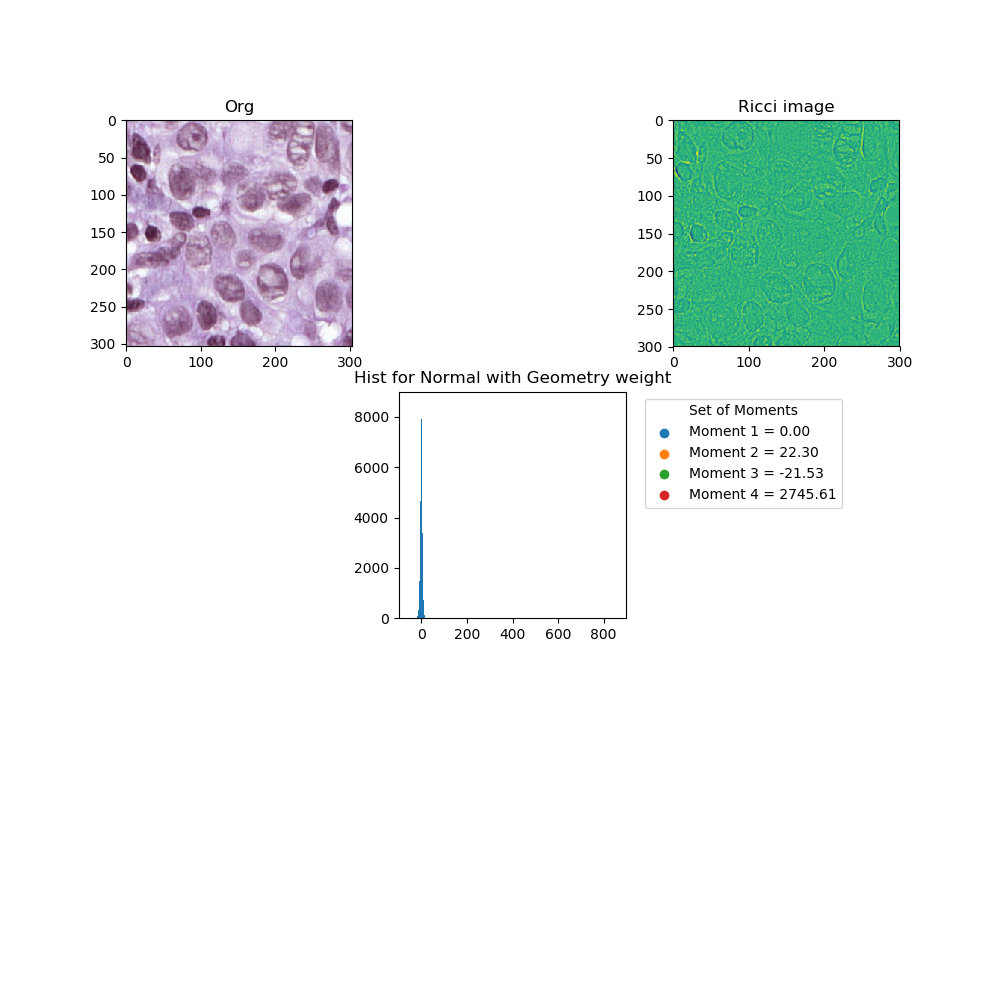 Org
0
50
100
150
200
250
300
0 100 200 300
Ricci image
0
50
100
150
200
250
300
0 100 200 300
Hist for Normal with Geometry weight
8000
6000
4000
2000
0
0 200 400 600 800
Set of Moments
Moment 1 = 0.00
Moment 2 = 22.30
Moment 3 = -21.53
Moment 4 = 2745.61